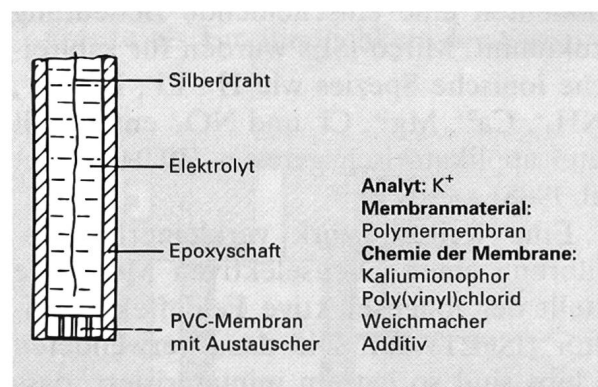 Silberdraht
Elektrolyt
Epoxyschaft
PVC-Membran
mit Austauscher
Analyt: K⁺
Membranmaterial:
Polymermembran
Chemie der Membrane:
Kaliumionophor
Poly(vinyl)chlorid
Weichmacher
Additiv